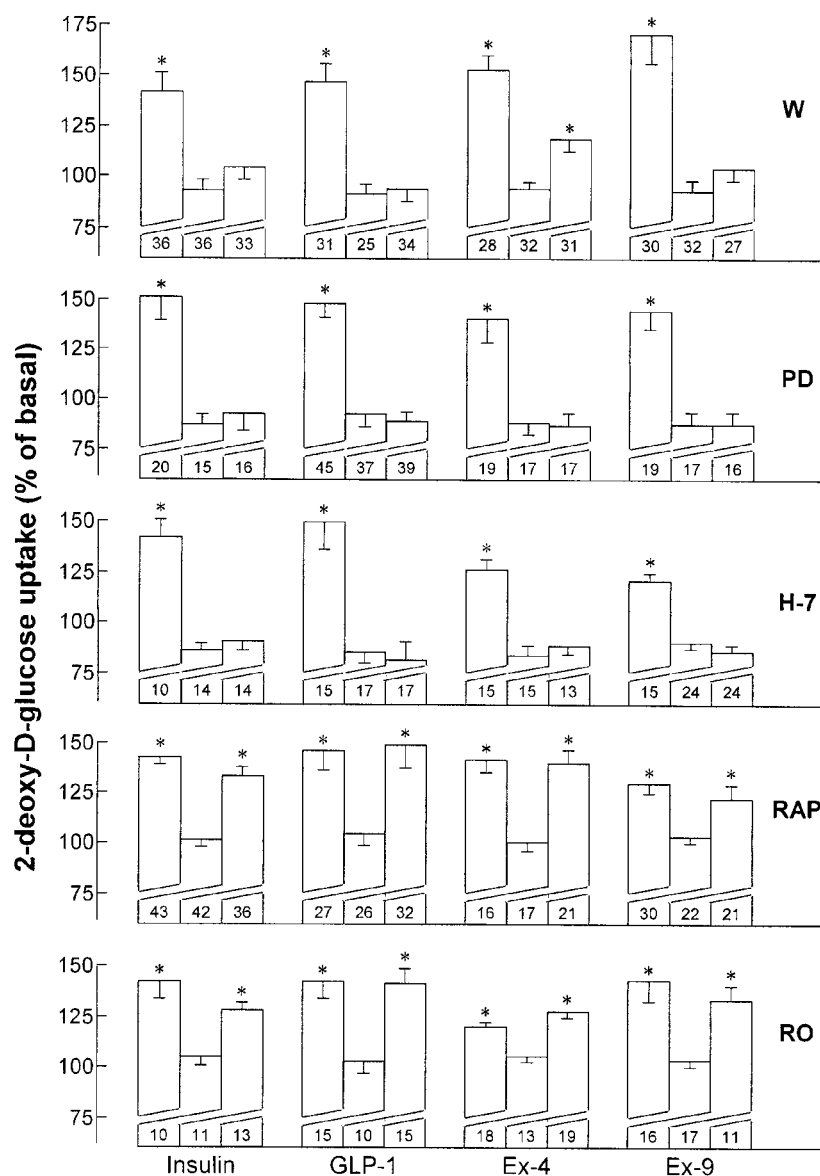 2-deoxy-D-glucose uptake (% of basal)
175
150
125
100
75
* * * * *
W
36 36 33 31 25 34 28 32 31 30 32 27
150
125
100
75
* * * *
PD
20 15 16 45 37 39 19 17 17 19 17 16
150
125
100
75
* * * *
H-7
10 14 14 15 17 17 15 15 13 15 24 24
150
125
100
75
* * * * * * * *
RAP
43 42 36 27 26 32 16 17 21 30 22 21
150
125
100
75
* * * * * * * *
RO
10 11 13 15 10 15 18 13 19 16 17 11
Insulin GLP-1 Ex-4 Ex-9